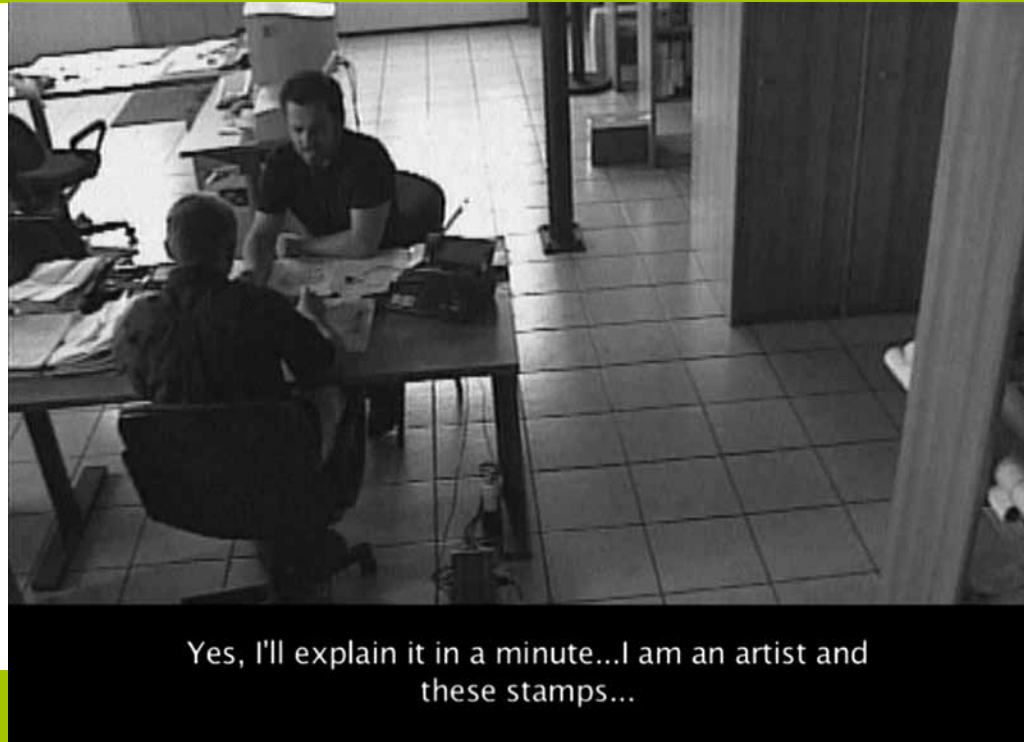 Yes, I'll explain it in a minute...I am an artist and
these stamps...